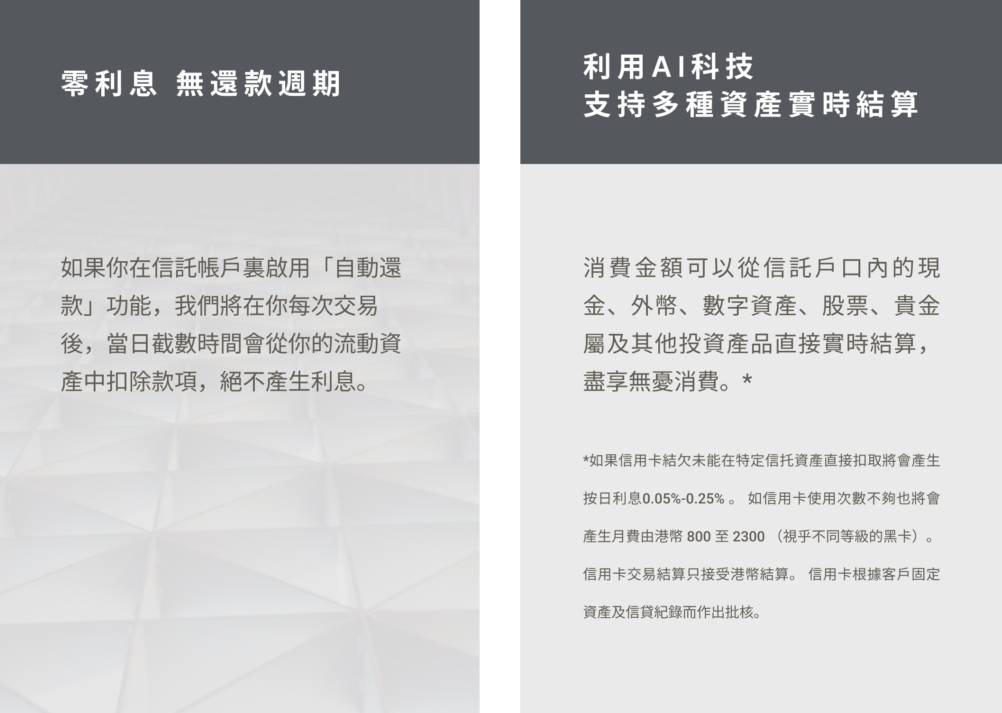 零利息 無還款週期
如果你在信託帳戶裏啟用「自動還
款」功能，我們將在你每次交易
後，當日截數時間會從你的流動資
產中扣除款項，絕不產生利息。
利用AI科技
支持多種資產實時結算
消費金額可以從信託戶口內的現
金、外幣、數字資產、股票、貴金
屬及其他投資產品直接實時結算，
盡享無憂消費。*
*如果信用卡結欠未能在特定信托資產直接扣取將會產生
按日利息0.05%-0.25% 。 如信用卡使用次數不夠也將會
產生月費由港幣 800 至 2300 （視乎不同等級的黑卡）。
信用卡交易結算只接受港幣結算。 信用卡根據客戶固定
資產及信貸紀錄而作出批核。